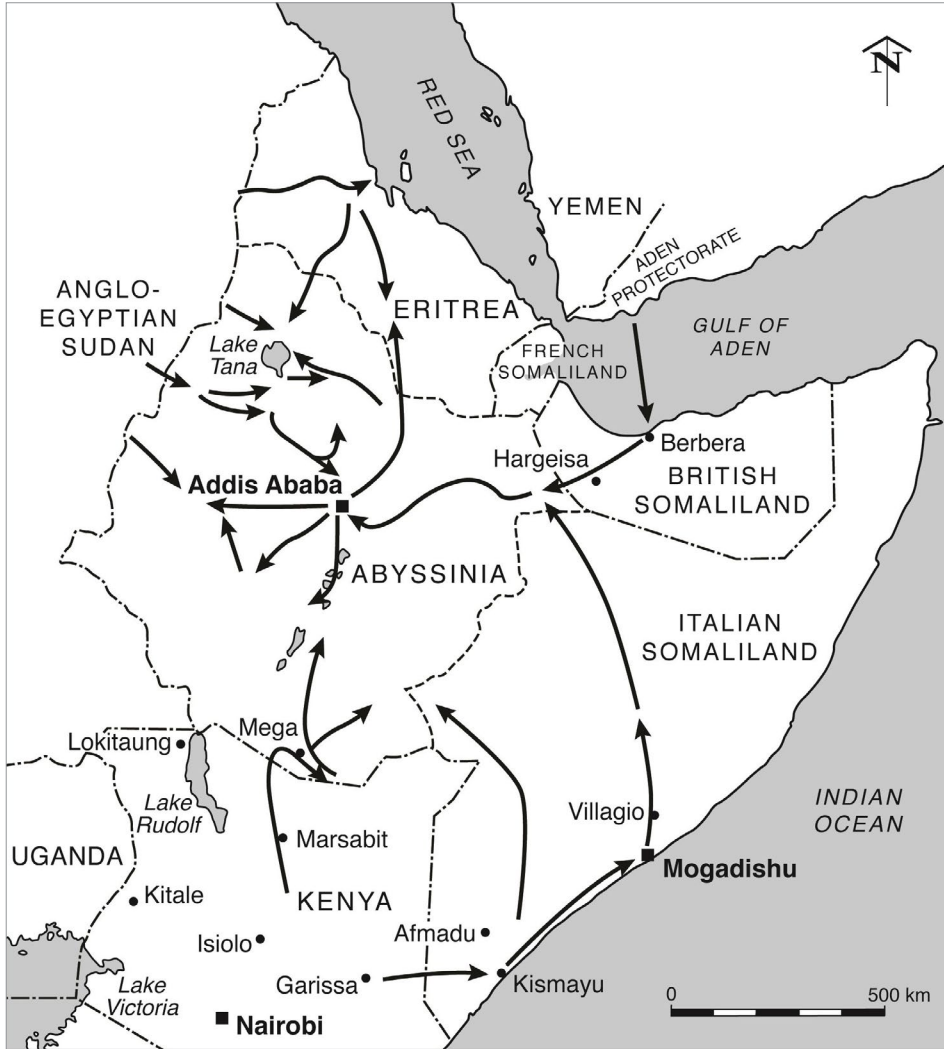 N
RED SEA
YEMEN
ADEN
PROTECTORATE
ANGLO-
EGYPTIAN
SUDAN
ERITREA
Lake
Tana
FRENCH
SOMALILAND
GULF OF
ADEN
Berbera
Hargeisa
BRITISH
SOMALILAND
Addis Ababa
ABYSSINIA
ITALIAN
SOMALILAND
Mega
Lokitaung
Lake
Rudolf
Villagio
INDIAN
OCEAN
Marsabit
UGANDA
Mogadishu
KENYA
Kitale
Afmadu
Isiolo
Garissa
Kismayu
Lake
Victoria
Nairobi
0 500 km